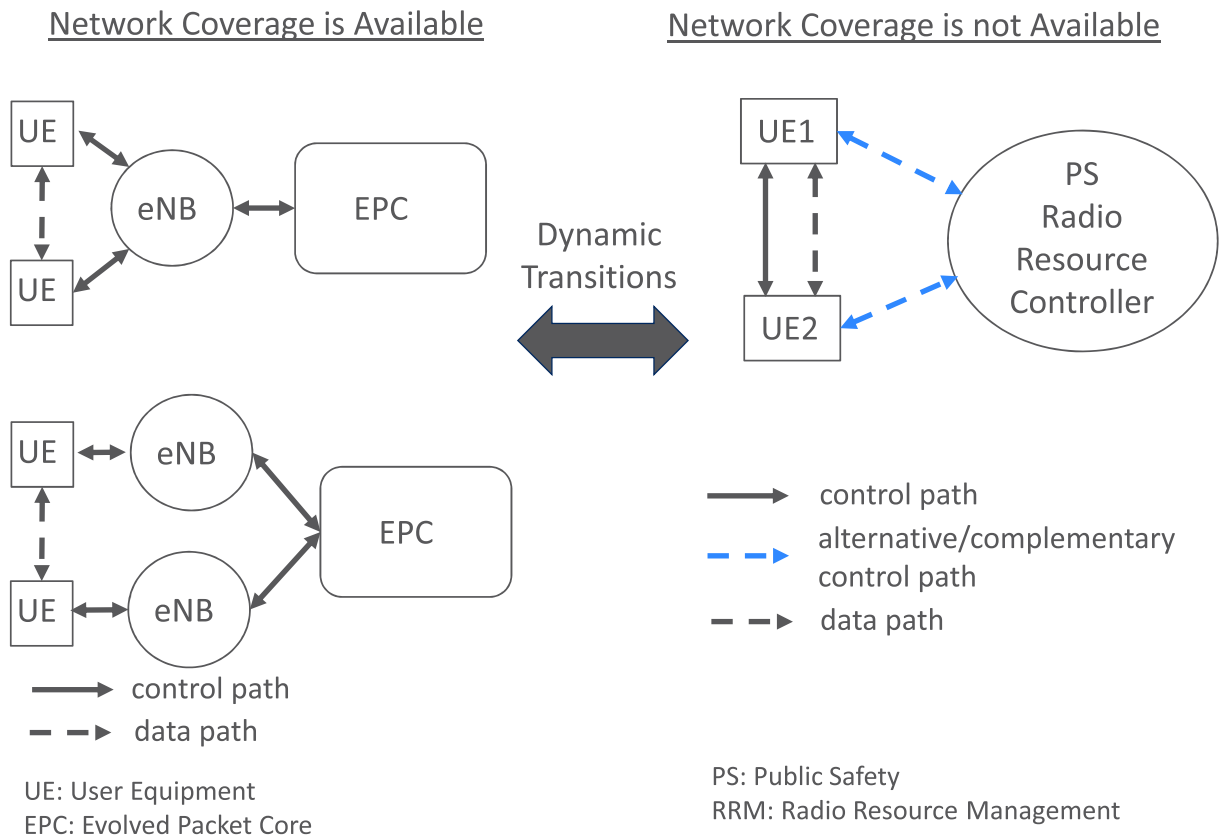 Network Coverage is Available
UE
eNB
EPC
UE
UE
eNB
EPC
UE
eNB
control path
data path
UE: User Equipment
EPC: Evolved Packet Core
Dynamic
Transitions
Network Coverage is not Available
UE1
UE2
PS
Radio
Resource
Controller
control path
alternative/complementary
control path
data path
PS: Public Safety
RRM: Radio Resource Management